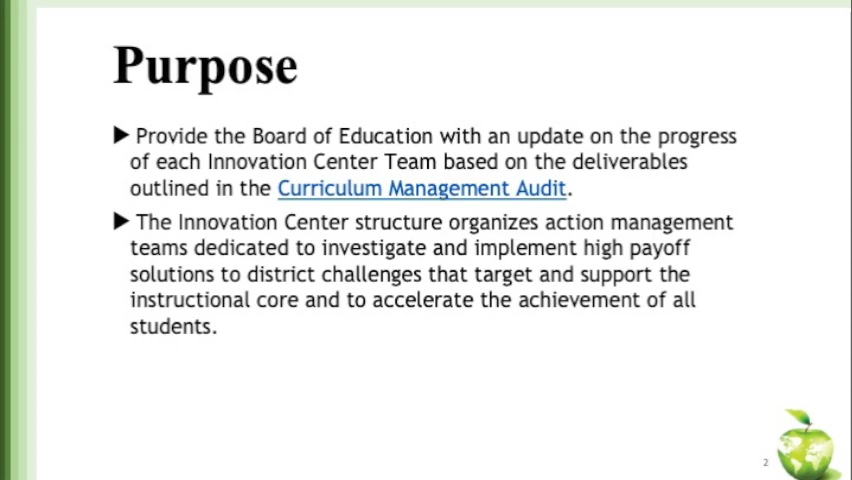 Purpose
▶ Provide the Board of Education with an update on the progress
of each Innovation Center Team based on the deliverables
outlined in the Curriculum Management Audit.
▶ The Innovation Center structure organizes action management
teams dedicated to investigate and implement high payoff
solutions to district challenges that target and support the
instructional core and to accelerate the achievement of all
students.
2